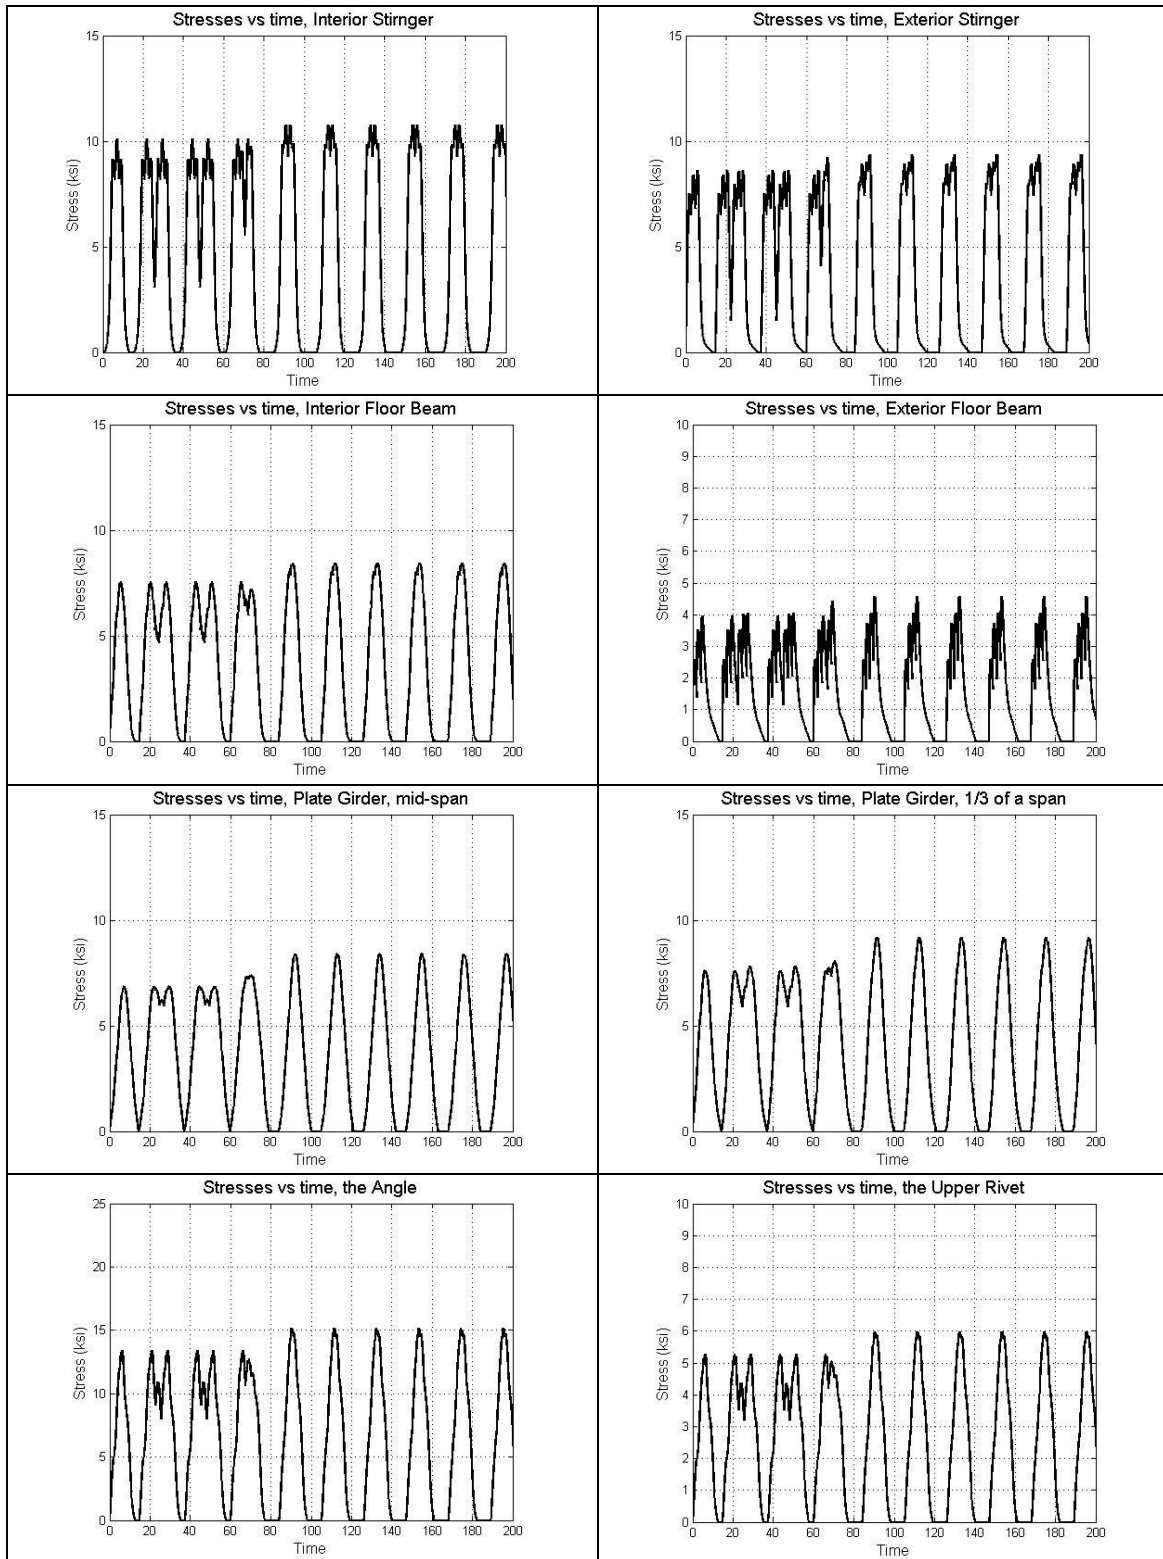 Stresses vs time, Interior Stirnger
15
10
5
0
Stress (ksi)
0 20 40 60 80 100 120 140 160 180 200
Time
Stresses vs time, Exterior Stirnger
15
10
5
0
Stress (ksi)
0 20 40 60 80 100 120 140 160 180 200
Time
Stresses vs time, Interior Floor Beam
15
10
5
0
Stress (ksi)
0 20 40 60 80 100 120 140 160 180 200
Time
Stresses vs time, Exterior Floor Beam
10
9
8
7
6
5
4
3
2
1
0
Stress (ksi)
0 20 40 60 80 100 120 140 160 180 200
Time
Stresses vs time, Plate Girder, mid-span
15
10
5
0
Stress (ksi)
0 20 40 60 80 100 120 140 160 180 200
Time
Stresses vs time, Plate Girder, 1/3 of a span
15
10
5
0
Stress (ksi)
0 20 40 60 80 100 120 140 160 180 200
Time
Stresses vs time, the Angle
25
20
15
10
5
0
Stress (ksi)
0 20 40 60 80 100 120 140 160 180 200
Time
Stresses vs time, the Upper Rivet
10
9
8
7
6
5
4
3
2
1
0
Stress (ksi)
0 20 40 60 80 100 120 140 160 180 200
Time